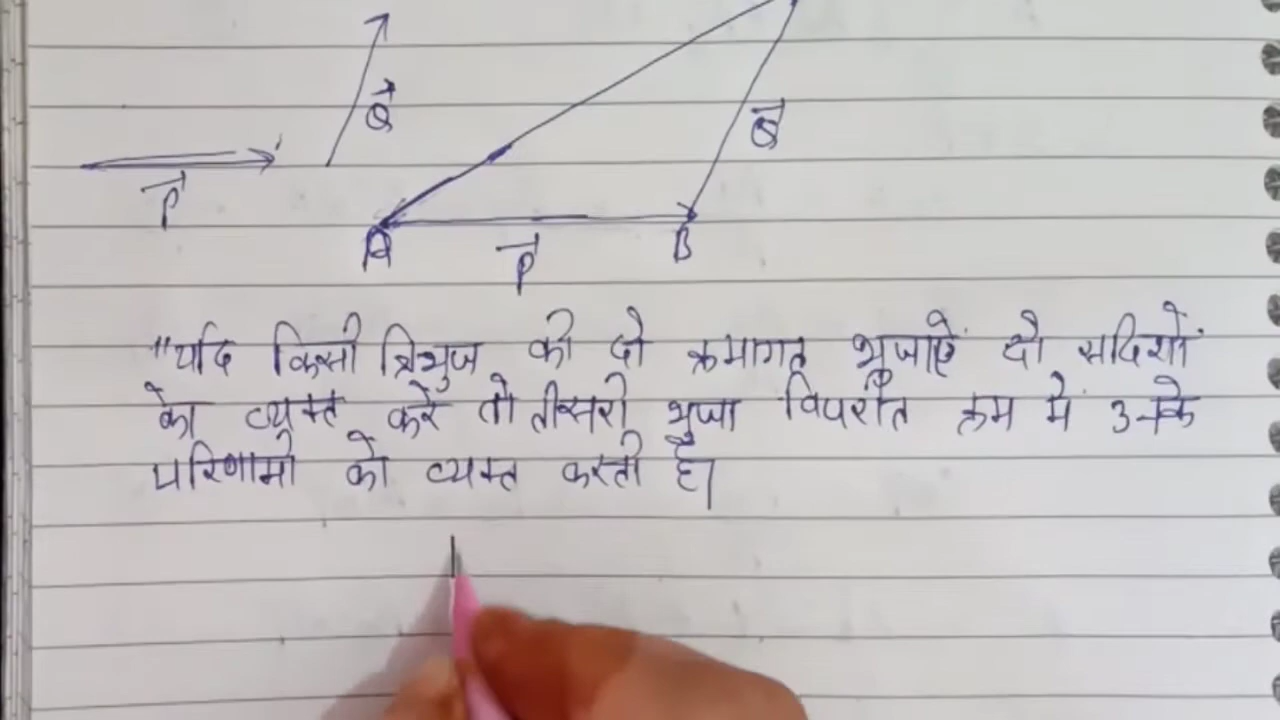 Q⃗
Q⃗
P⃗
A
B
P⃗
"यदि किसी त्रिभुज की दो क्रमागत भुजाऐं दो सदिशों
को व्यक्त करें तो तीसरी भुजा विपरीत क्रम में उनके
परिणामी को व्यक्त करती है।